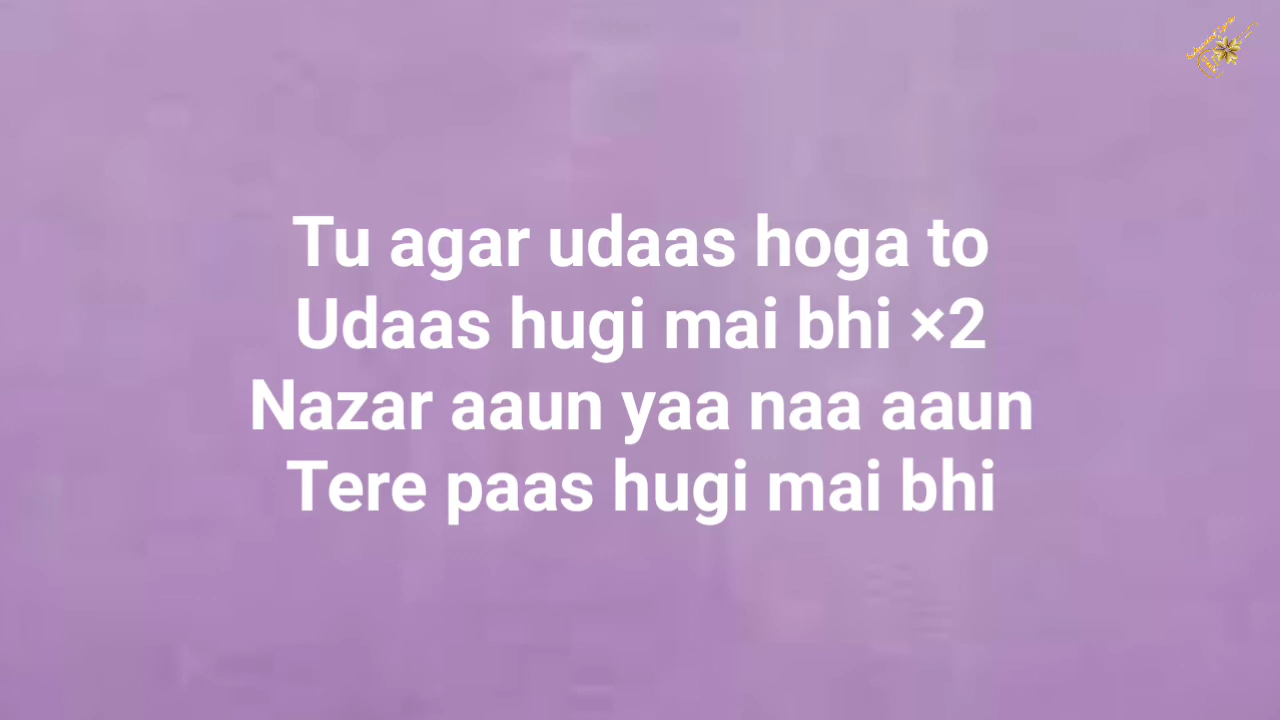 Tu agar udaas hoga to
Udaas hugi mai bhi ×2
Nazar aaun yaa naa aaun
Tere paas hugi mai bhi